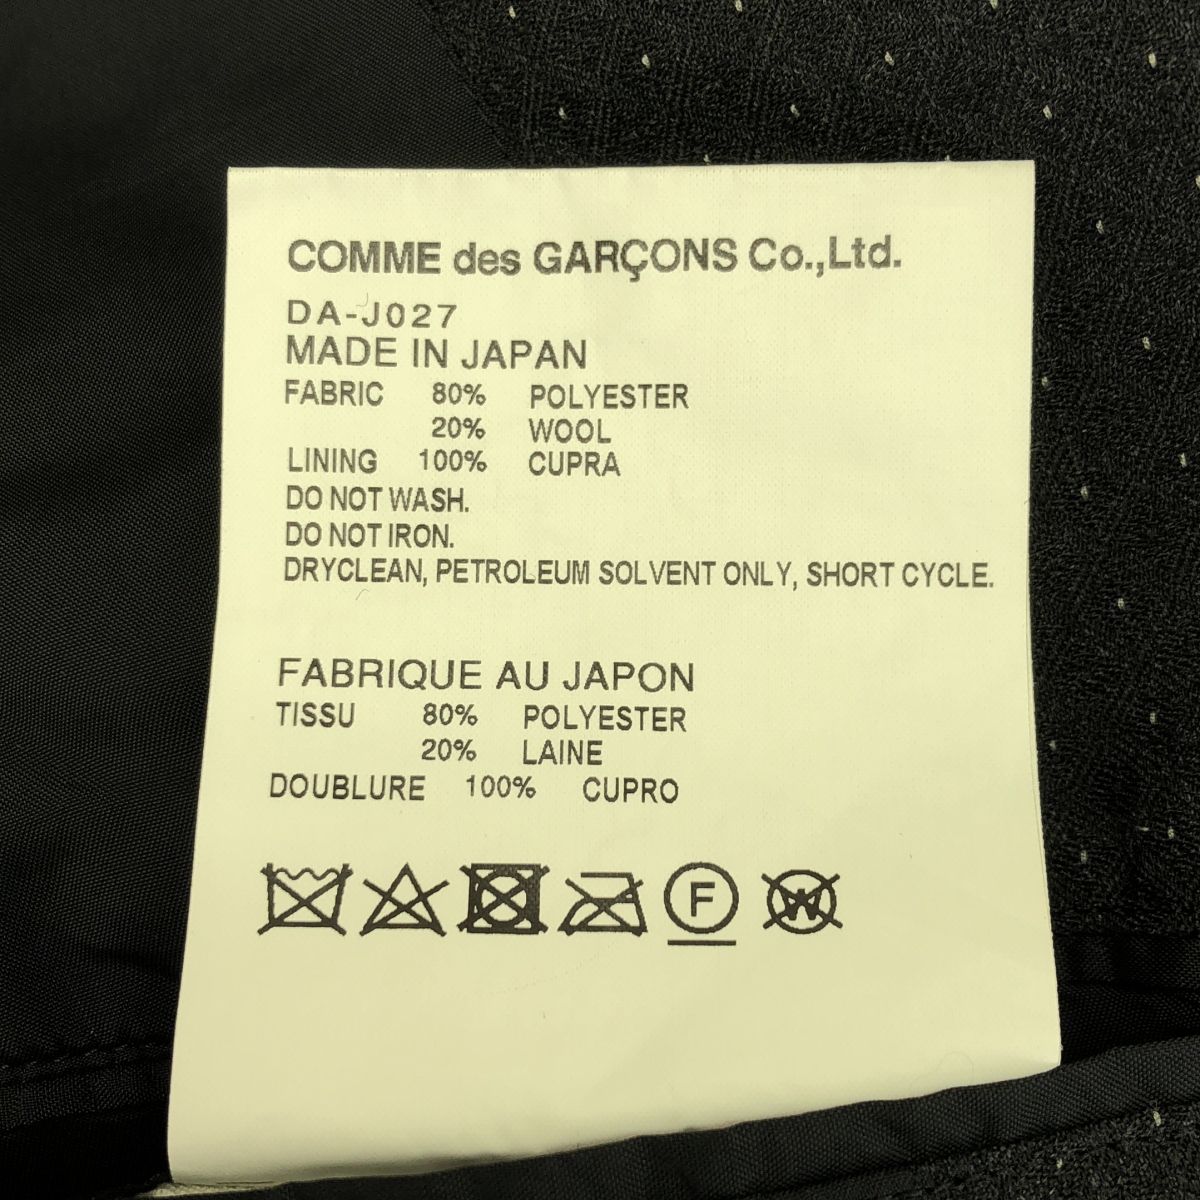 COMME des GARÇONS Co.,Ltd.
DA-J027
MADE IN JAPAN
FABRIC 80% POLYESTER
20% WOOL
LINING 100% CUPRA
DO NOT WASH.
DO NOT IRON.
DRYCLEAN, PETROLEUM SOLVENT ONLY, SHORT CYCLE.
FABRIQUE AU JAPON
TISSU 80% POLYESTER
20% LAINE
DOUBLURE 100% CUPRO
F W